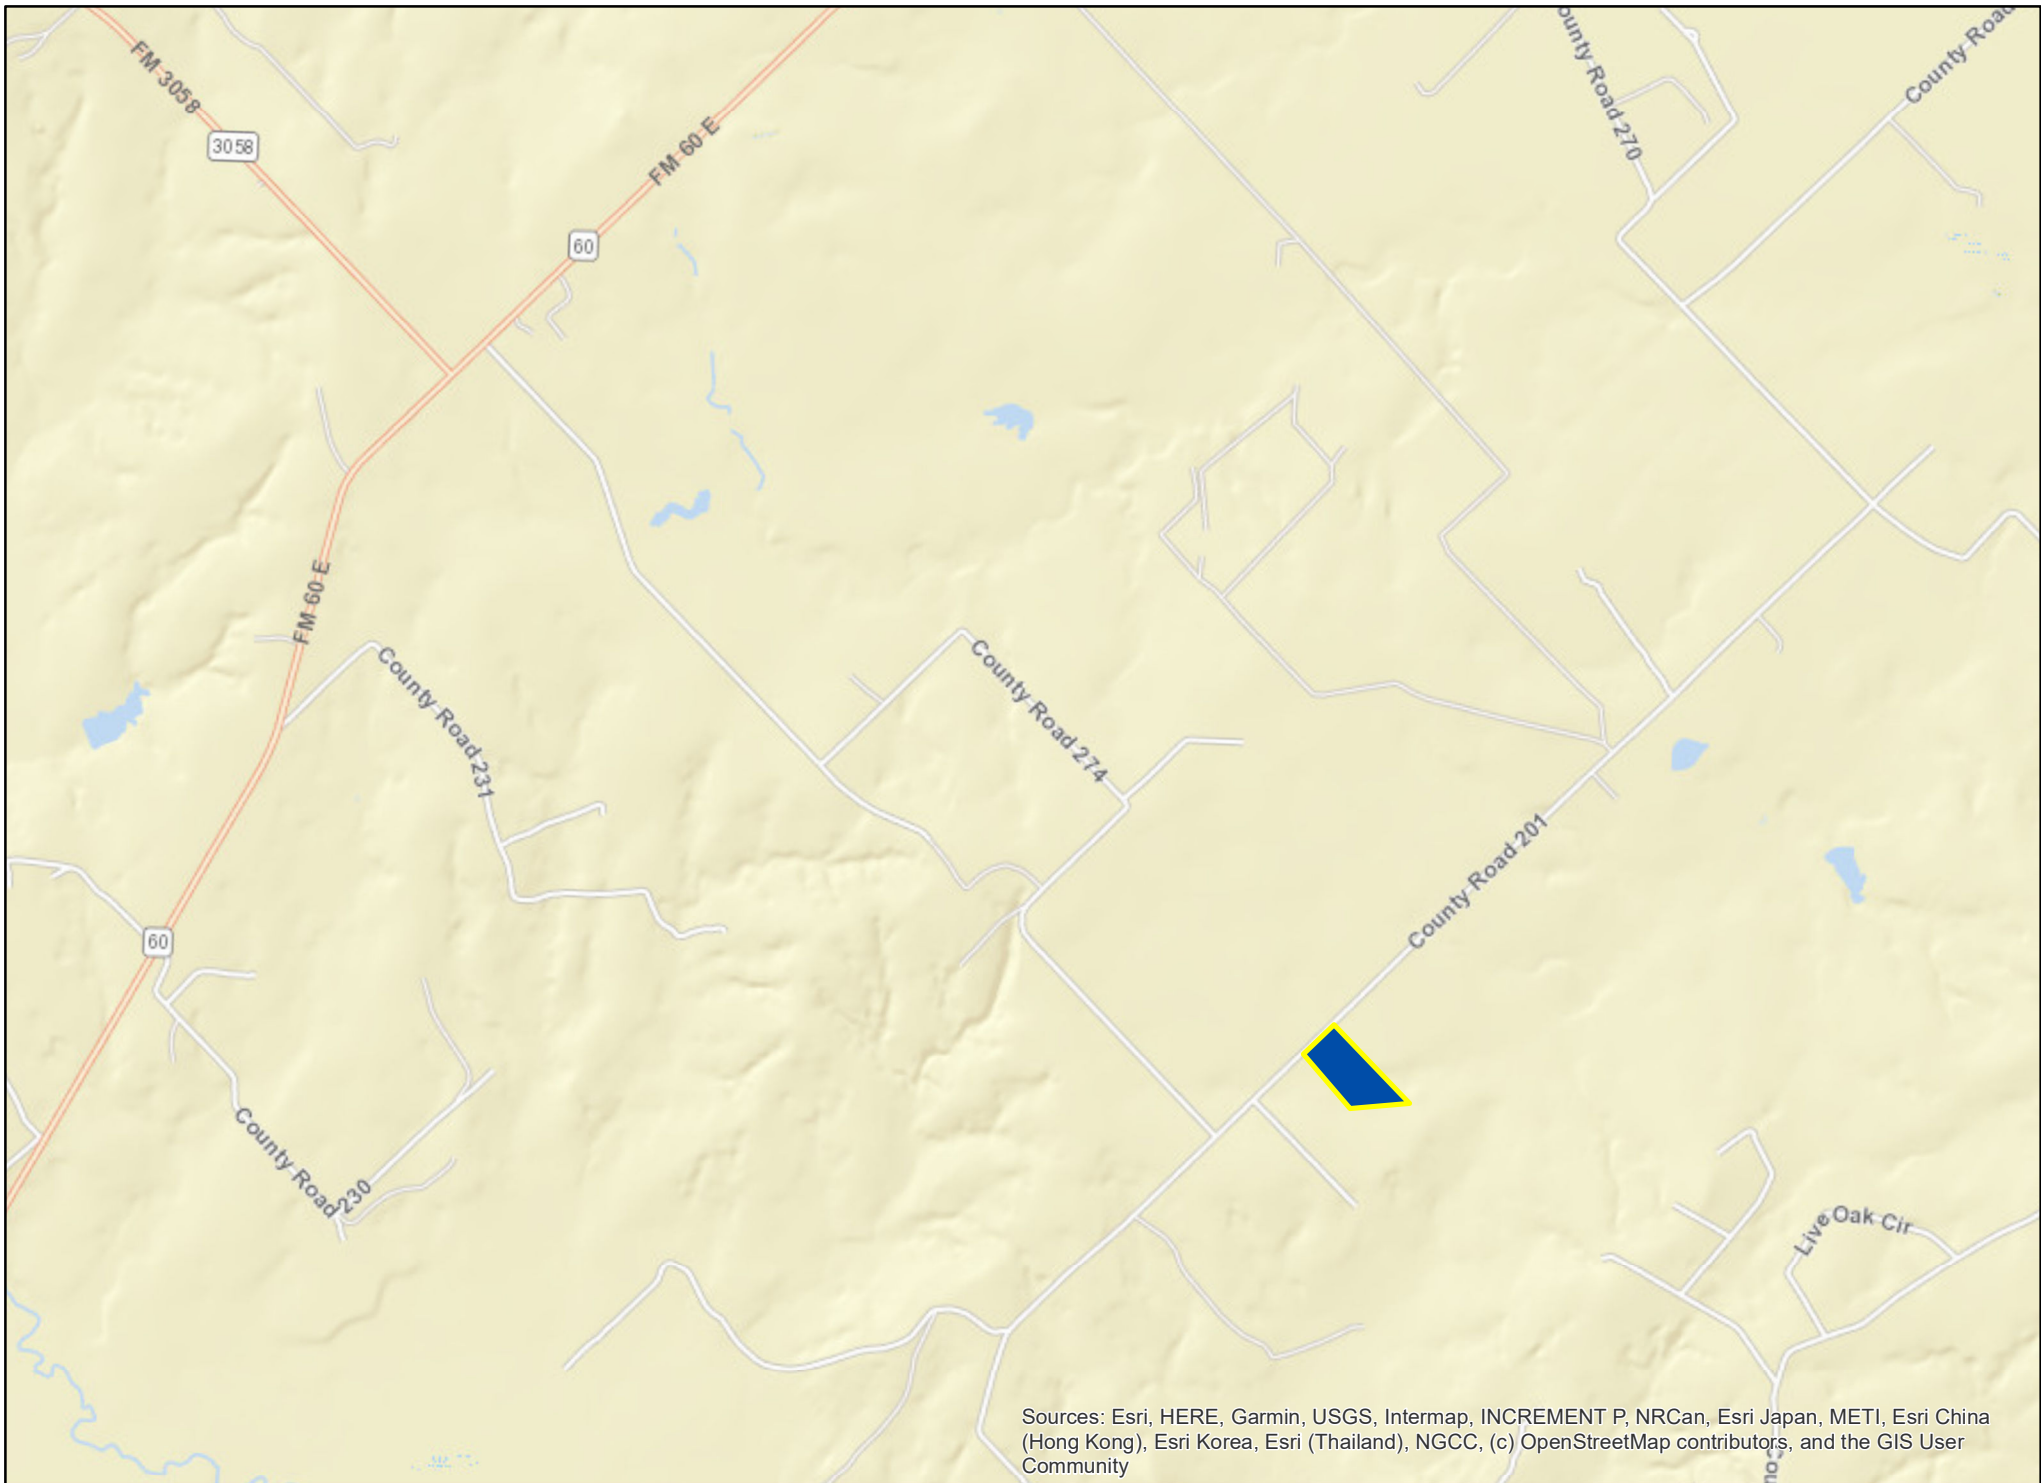 County Road
FM 3058
County Road 270
3058
FM 60 E
60
FM 60 E
County Road 231
County Road 274
County Road 201
60
County Road 230
Live Oak Cir
Sources: Esri, HERE, Garmin, USGS, Intermap, INCREMENT P, NRCan, Esri Japan, METI, Esri China
(Hong Kong), Esri Korea, Esri (Thailand), NGCC, (c) OpenStreetMap contributors, and the GIS User
Community